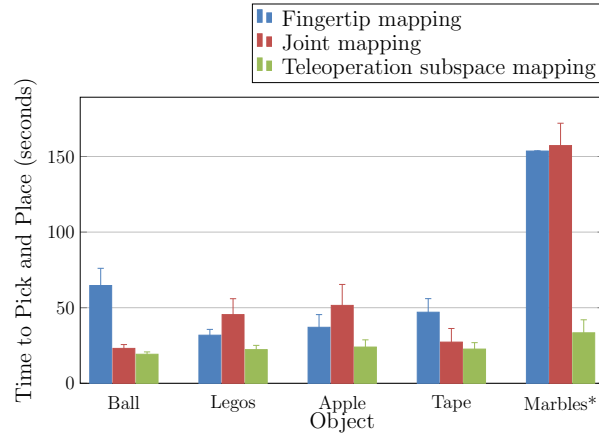 Fingertip mapping
Joint mapping
Teleoperation subspace mapping
Time to Pick and Place (seconds)
150
100
50
0
Ball Legos Apple Tape Marbles*
Object